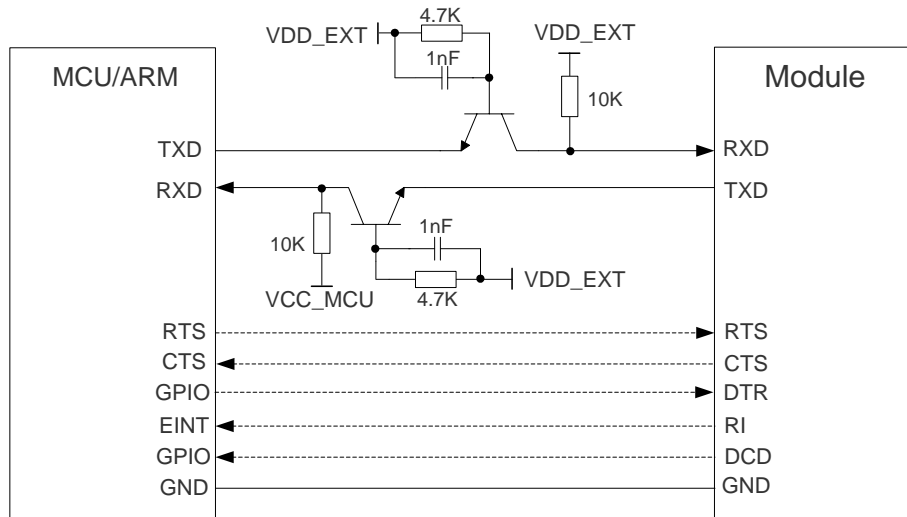 4.7K
VDD_EXT
VDD_EXT
1nF
MCU/ARM
Module
10K
TXD
RXD
RXD
TXD
1nF
10K
VDD_EXT
4.7K
VCC_MCU
RTS
RTS
CTS
CTS
GPIO
DTR
EINT
RI
GPIO
DCD
GND
GND